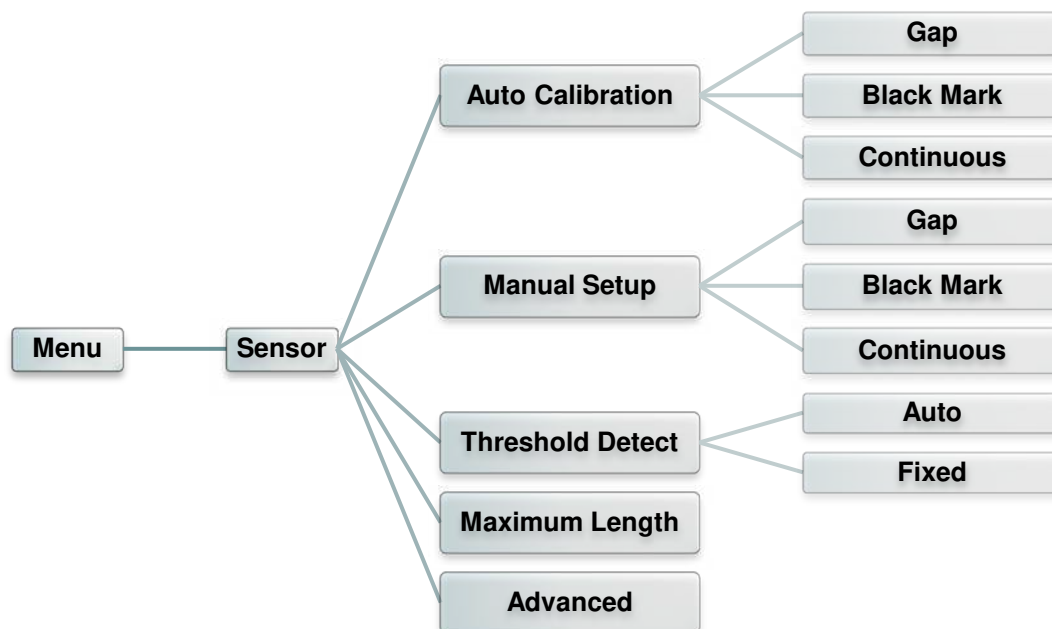 Menu
Sensor
Auto Calibration
Gap
Black Mark
Continuous
Manual Setup
Gap
Black Mark
Continuous
Threshold Detect
Auto
Fixed
Maximum Length
Advanced